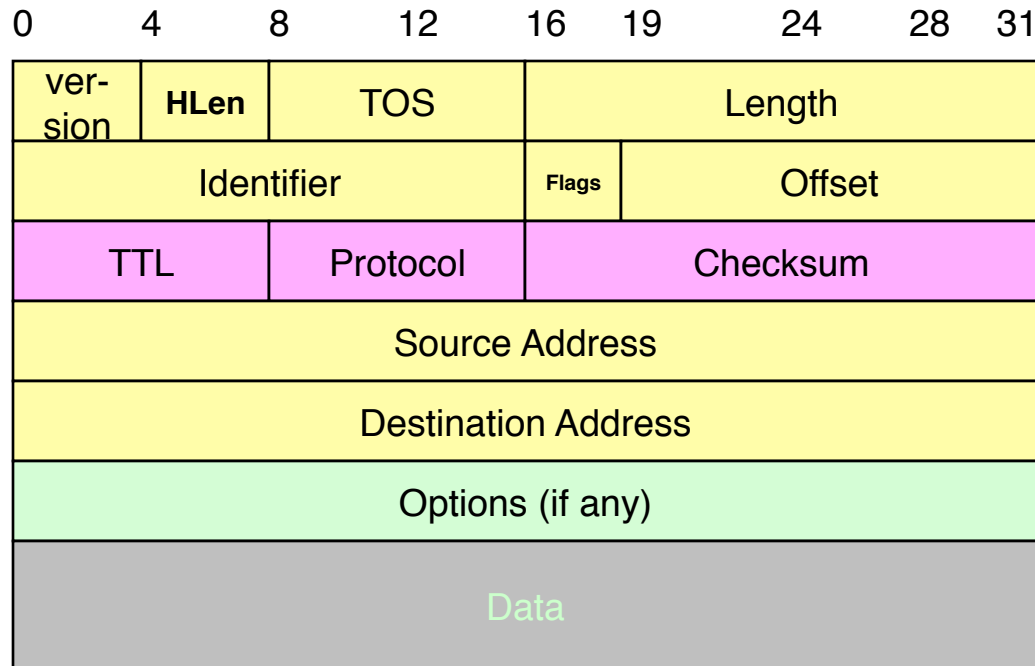 0 4 8 12 16 19 24 28 31
ver-
sion HLen TOS Length
Identifier Flags Offset
TTL Protocol Checksum
Source Address
Destination Address
Options (if any)
Data